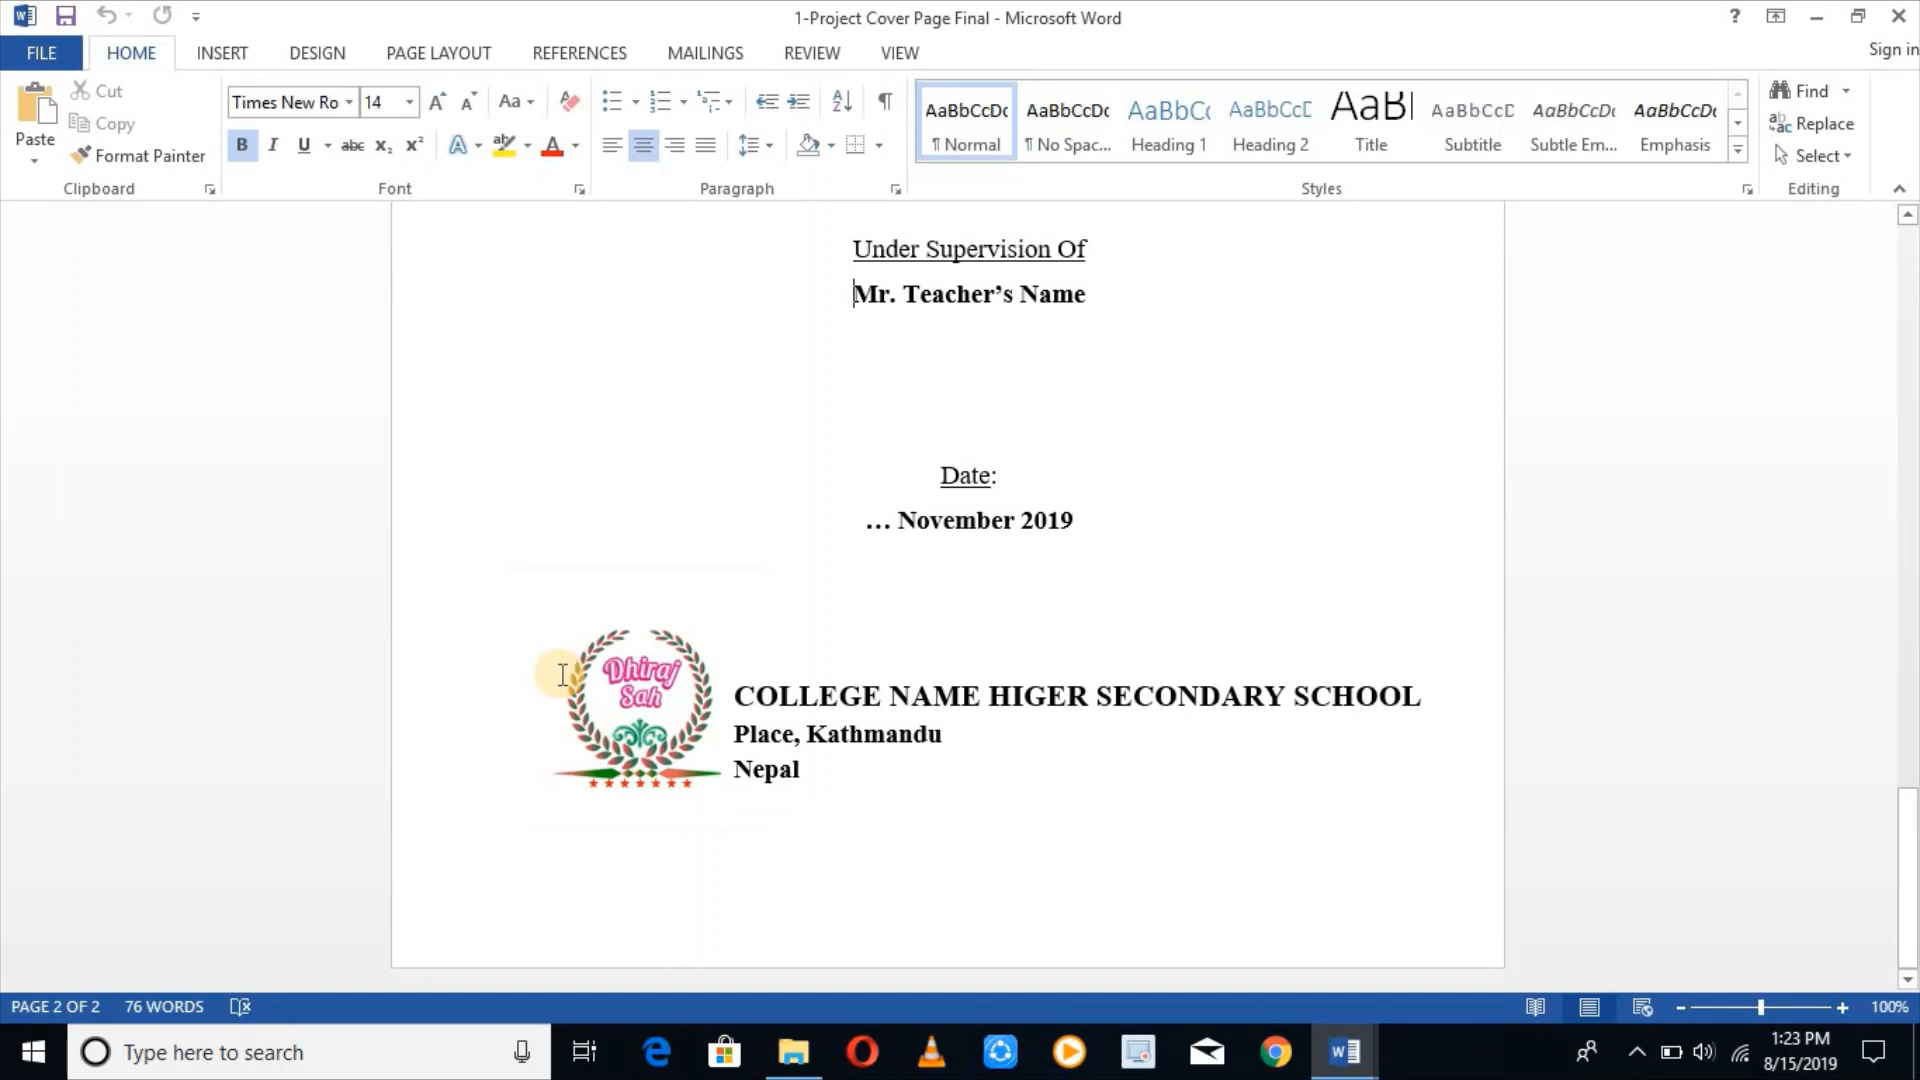 1-Project Cover Page Final - Microsoft Word
Sign in
FILE HOME INSERT DESIGN PAGE LAYOUT REFERENCES MAILINGS REVIEW VIEW
Paste
Cut
Copy
Format Painter
Clipboard
Times New Ro 14
Font
Paragraph
AaBbCcDc AaBbCcDc AaBbC( AaBbCcE AaB AaBbCcD AaBbCcDc AaBbCcDc
¶ Normal ¶ No Spac... Heading 1 Heading 2 Title Subtitle Subtle Em... Emphasis
Styles
Find
Replace
Select
Editing
Under Supervision Of
Mr. Teacher’s Name
Date:
... November 2019
Dhiraj
Sah
COLLEGE NAME HIGER SECONDARY SCHOOL
Place, Kathmandu
Nepal
PAGE 2 OF 2 76 WORDS 100%
Type here to search
1:23 PM
8/15/2019